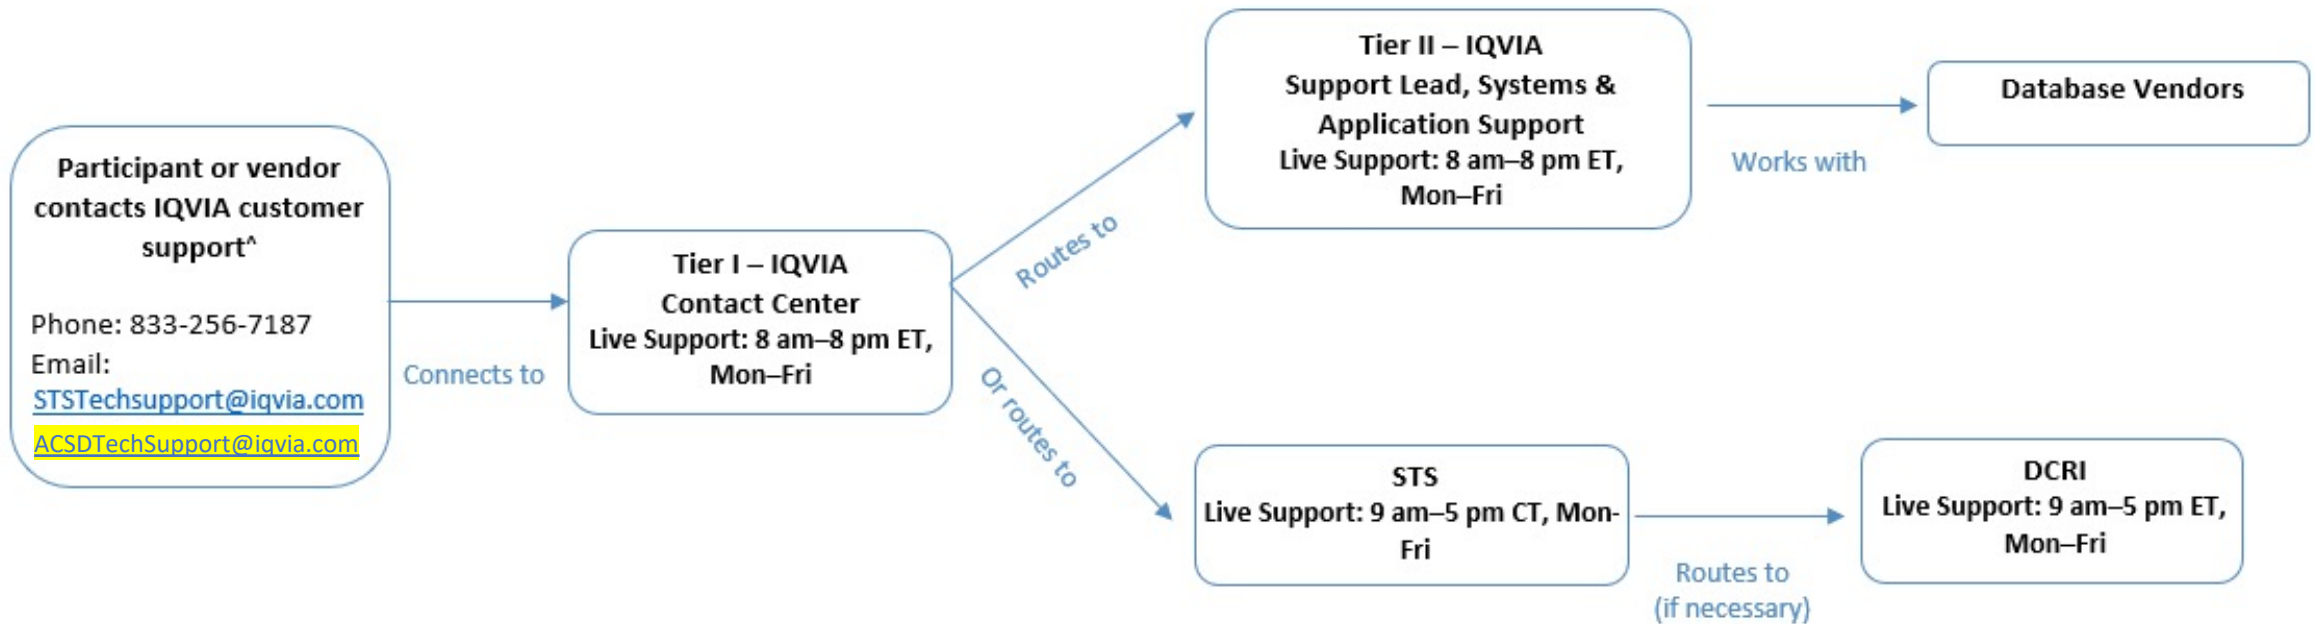 Participant or vendor
contacts IQVIA customer
support^
Phone: 833-256-7187
Email:
STSTechsupport@iqvia.com
ACSDTechSupport@iqvia.com
Connects to
Tier I – IQVIA
Contact Center
Live Support: 8 am–8 pm ET,
Mon–Fri
Routes to
Tier II – IQVIA
Support Lead, Systems &
Application Support
Live Support: 8 am–8 pm ET,
Mon–Fri
Works with
Database Vendors
Or routes to
STS
Live Support: 9 am–5 pm CT, Mon-
Fri
Routes to
(if necessary)
DCRI
Live Support: 9 am–5 pm ET,
Mon–Fri